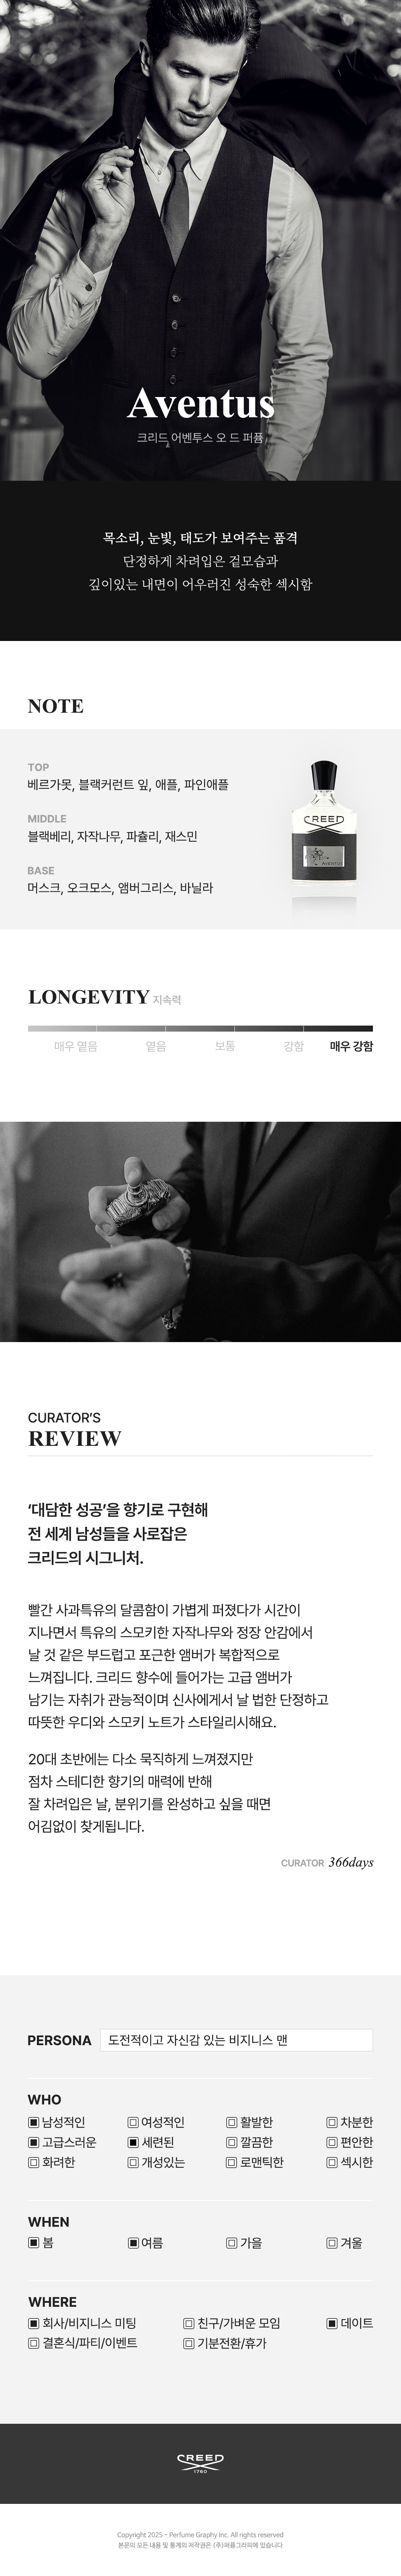 Aventus
크리드 어벤투스 오 드 퍼퓸
목소리, 눈빛, 태도가 보여주는 품격
단정하게 차려입은 겉모습과
깊이있는 내면이 어우러진 성숙한 섹시함
NOTE
TOP
베르가못, 블랙커런트 잎, 애플, 파인애플
MIDDLE
블랙베리, 자작나무, 파츌리, 재스민
BASE
머스크, 오크모스, 앰버그리스, 바닐라
CREED
AVENTUS
LONGEVITY 지속력
매우 옅음 옅음 보통 강함 매우 강함
CURATOR'S
REVIEW
‘대담한 성공’을 향기로 구현해
전 세계 남성들을 사로잡은
크리드의 시그니처.
빨간 사과특유의 달콤함이 가볍게 퍼졌다가 시간이
지나면서 특유의 스모키한 자작나무와 정장 안감에서
날 것 같은 부드럽고 포근한 앰버가 복합적으로
느껴집니다. 크리드 향수에 들어가는 고급 앰버가
남기는 자취가 관능적이며 신사에게서 날 법한 단정하고
따뜻한 우디와 스모키 노트가 스타일리시해요.
20대 초반에는 다소 묵직하게 느껴졌지만
점차 스테디한 향기의 매력에 반해
잘 차려입은 날, 분위기를 완성하고 싶을 때면
어김없이 찾게됩니다.
CURATOR 366days
PERSONA 도전적이고 자신감 있는 비지니스 맨
WHO
▣ 남성적인 □ 여성적인 □ 활발한 □ 차분한
▣ 고급스러운 ▣ 세련된 □ 깔끔한 □ 편안한
□ 화려한 □ 개성있는 □ 로맨틱한 □ 섹시한
WHEN
▣ 봄 ▣ 여름 □ 가을 □ 겨울
WHERE
▣ 회사/비지니스 미팅 □ 친구/가벼운 모임 ▣ 데이트
□ 결혼식/파티/이벤트 □ 기분전환/휴가
CREED
1760
Copyright 2025 - Perfume Graphy Inc. All rights reserved
본문의 모든 내용 및 통계의 저작권은 (주)퍼퓸그라피에 있습니다